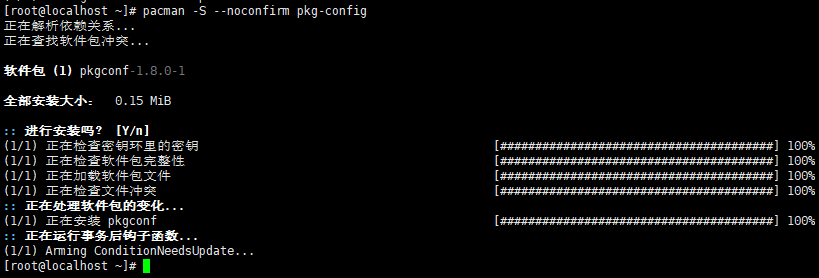 [root@localhost ~]# pacman -S --noconfirm pkg-config
正在解析依赖关系...
正在查找软件包冲突...
软件包 (1) pkgconf-1.8.0-1
全部安装大小： 0.15 MiB
:: 进行安装吗？ [Y/n]
(1/1) 正在检查密钥环里的密钥 [#######################################] 100%
(1/1) 正在检查软件包完整性 [#######################################] 100%
(1/1) 正在加载软件包文件 [#######################################] 100%
(1/1) 正在检查文件冲突 [#######################################] 100%
:: 正在处理软件包的变化...
(1/1) 正在安装 pkgconf [#######################################] 100%
:: 正在运行事务后钩子函数...
(1/1) Arming ConditionNeedsUpdate...
[root@localhost ~]#